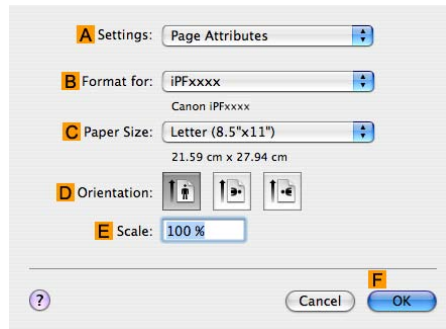 A Settings: Page Attributes
B Format for: iPFxxxx
Canon iPFxxxx
C Paper Size: Letter (8.5"x11")
21.59 cm x 27.94 cm
D Orientation:
E Scale: 100 %
F
? Cancel OK